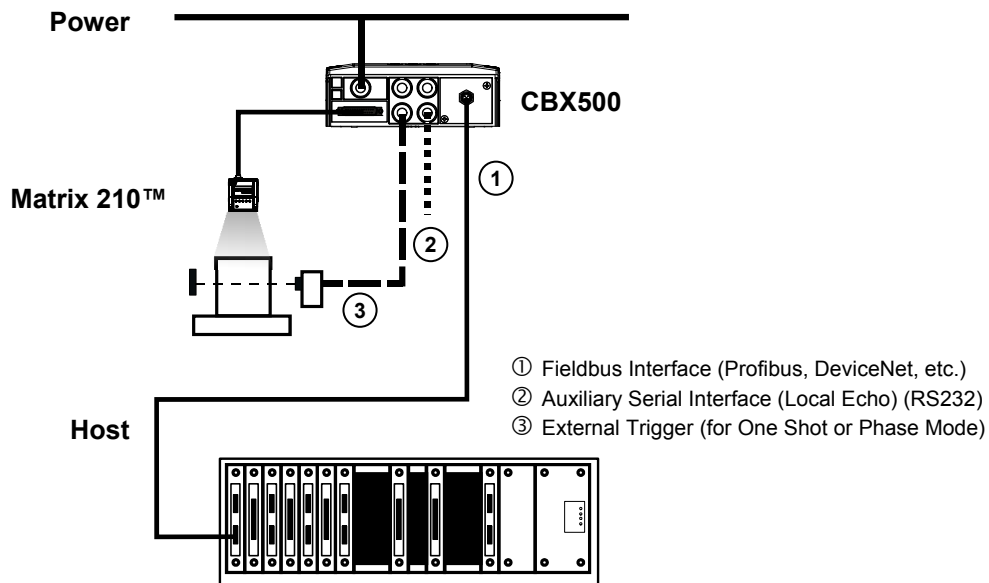 Power
CBX500
①
Matrix 210™
②
③
① Fieldbus Interface (Profibus, DeviceNet, etc.)
② Auxiliary Serial Interface (Local Echo) (RS232)
③ External Trigger (for One Shot or Phase Mode)
Host